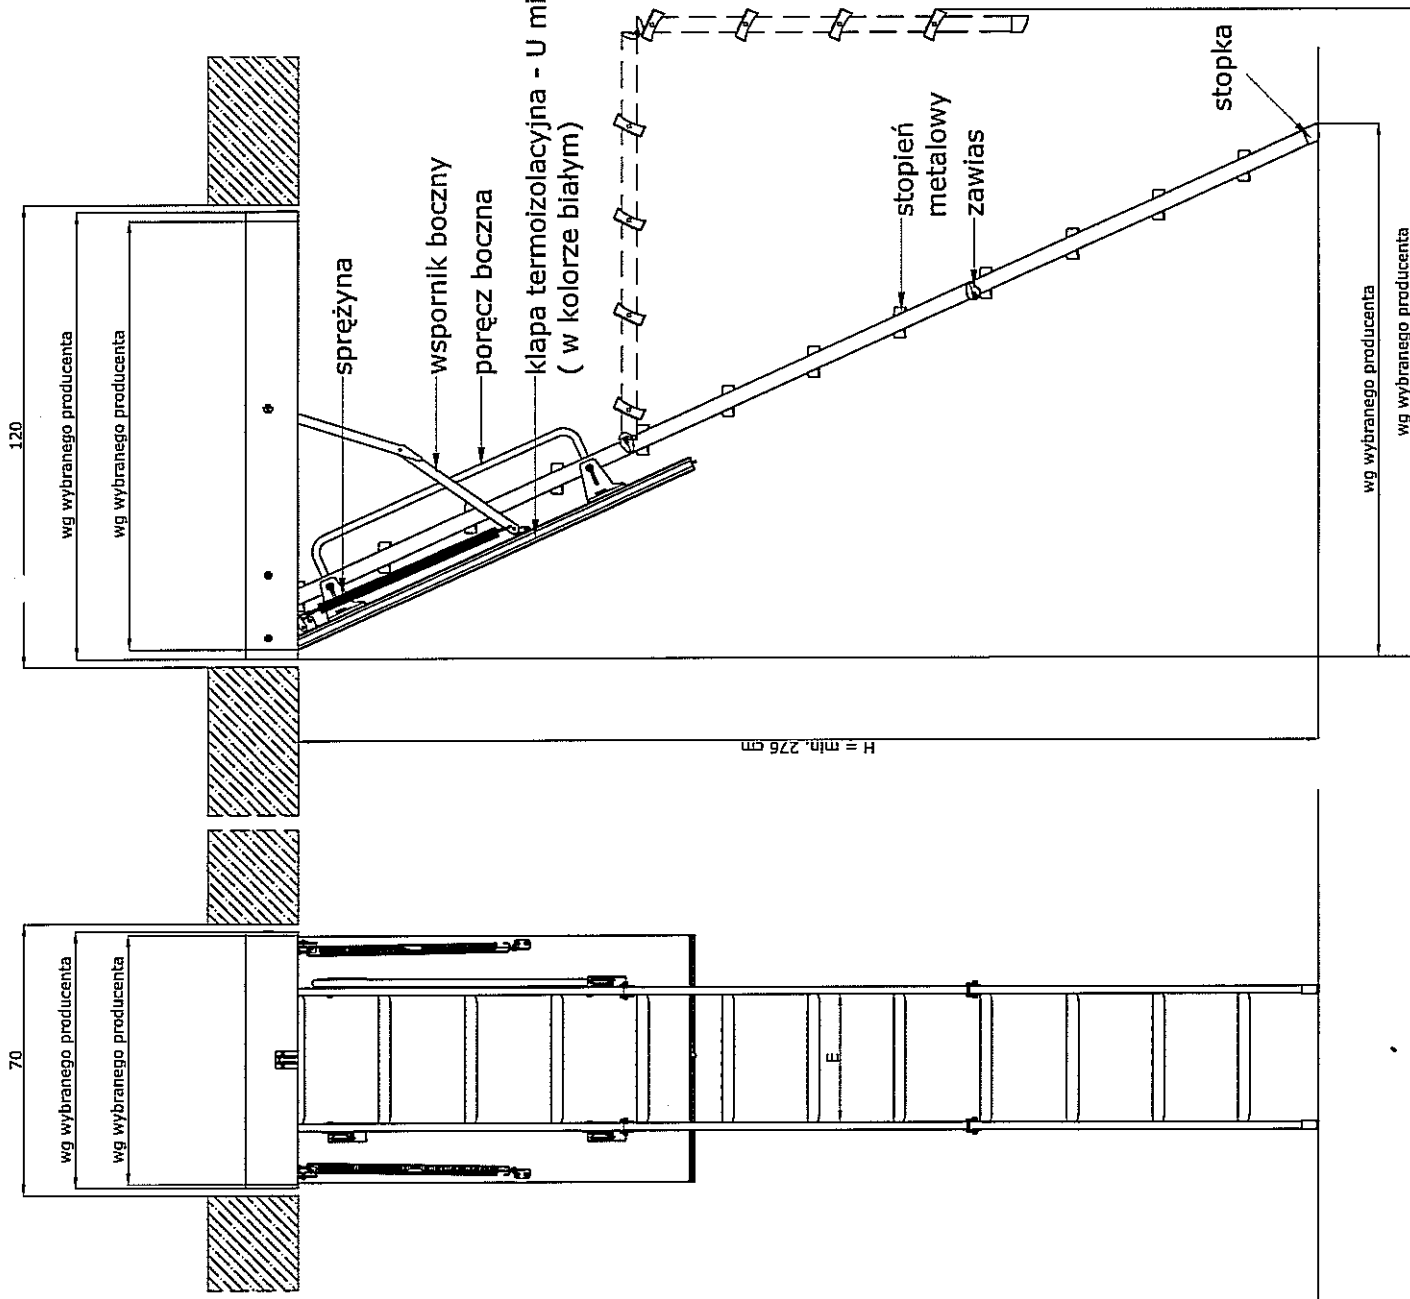 120
wg wybranego producenta
wg wybranego producenta
sprężyna
wspornik boczny
poręcz boczna
klapa termoizolacyjna - U mi
( w kolorze białym)
stopień
metalowy
zawias
stopka
wg wybranego producenta
wg wybranego producenta
H = min. 276 cm
70
wg wybranego producenta
wg wybranego producenta
E